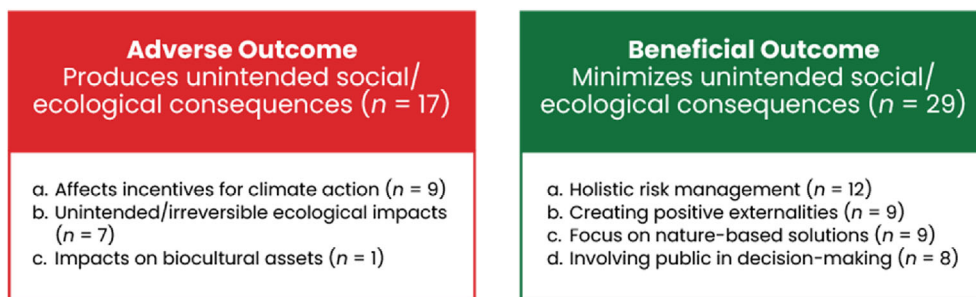 Adverse Outcome
Produces unintended social/
ecological consequences (n = 17)
a. Affects incentives for climate action (n = 9)
b. Unintended/irreversible ecological impacts
(n = 7)
c. Impacts on biocultural assets (n = 1)
Beneficial Outcome
Minimizes unintended social/
ecological consequences (n = 29)
a. Holistic risk management (n = 12)
b. Creating positive externalities (n = 9)
c. Focus on nature-based solutions (n = 9)
d. Involving public in decision-making (n = 8)